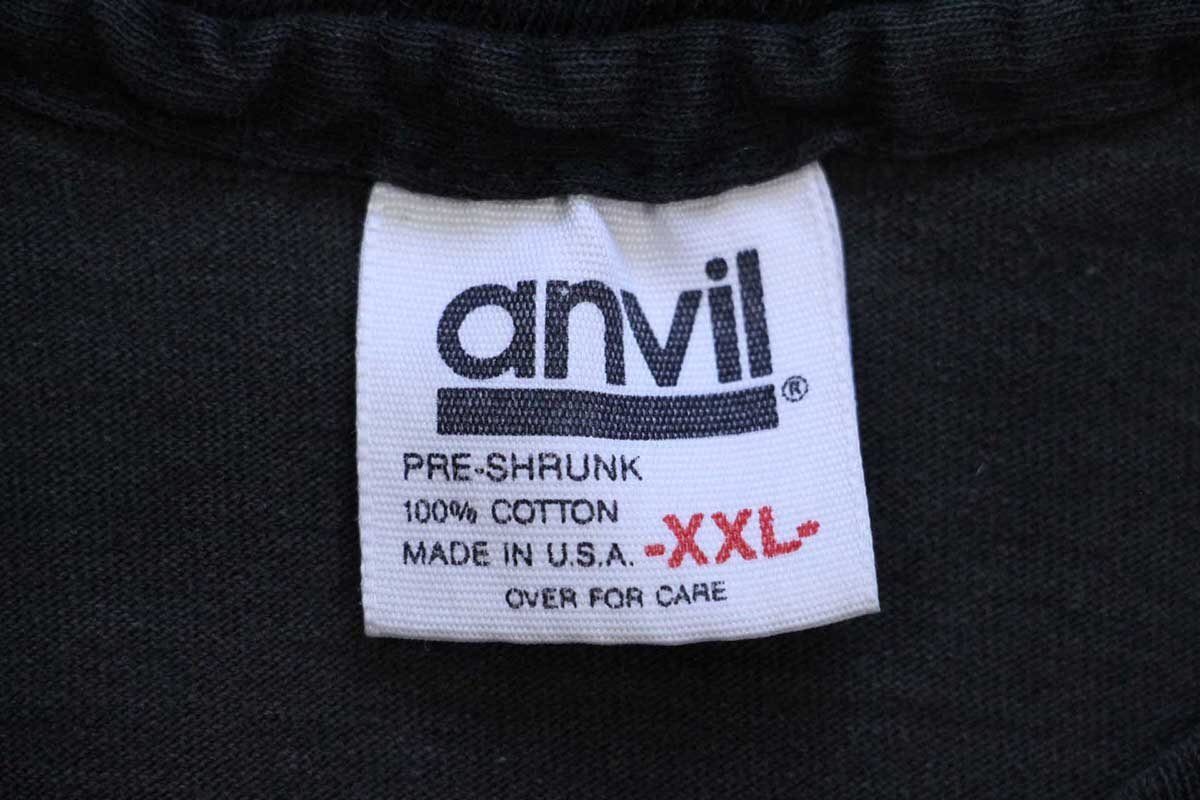 anvil®
PRE-SHRUNK
100% COTTON
MADE IN U.S.A. -XXL-
OVER FOR CARE